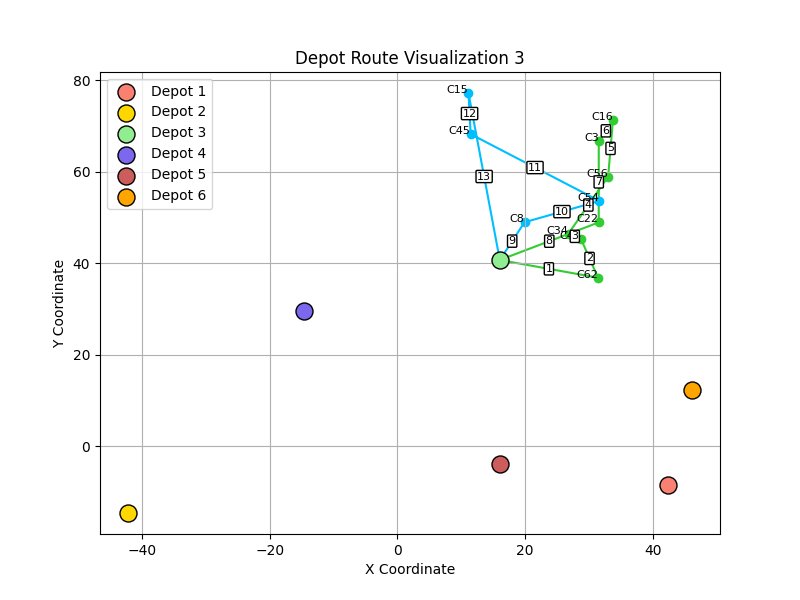 Depot Route Visualization 3
Depot 1
Depot 2
Depot 3
Depot 4
Depot 5
Depot 6
80
60
40
20
0
Y Coordinate
−40
−20
0
20
40
X Coordinate
C15
12
C45
C16
6
C3
5
11
13
C56
7
C54
4
10
C8
C22
C34
3
9
8
2
1
C62